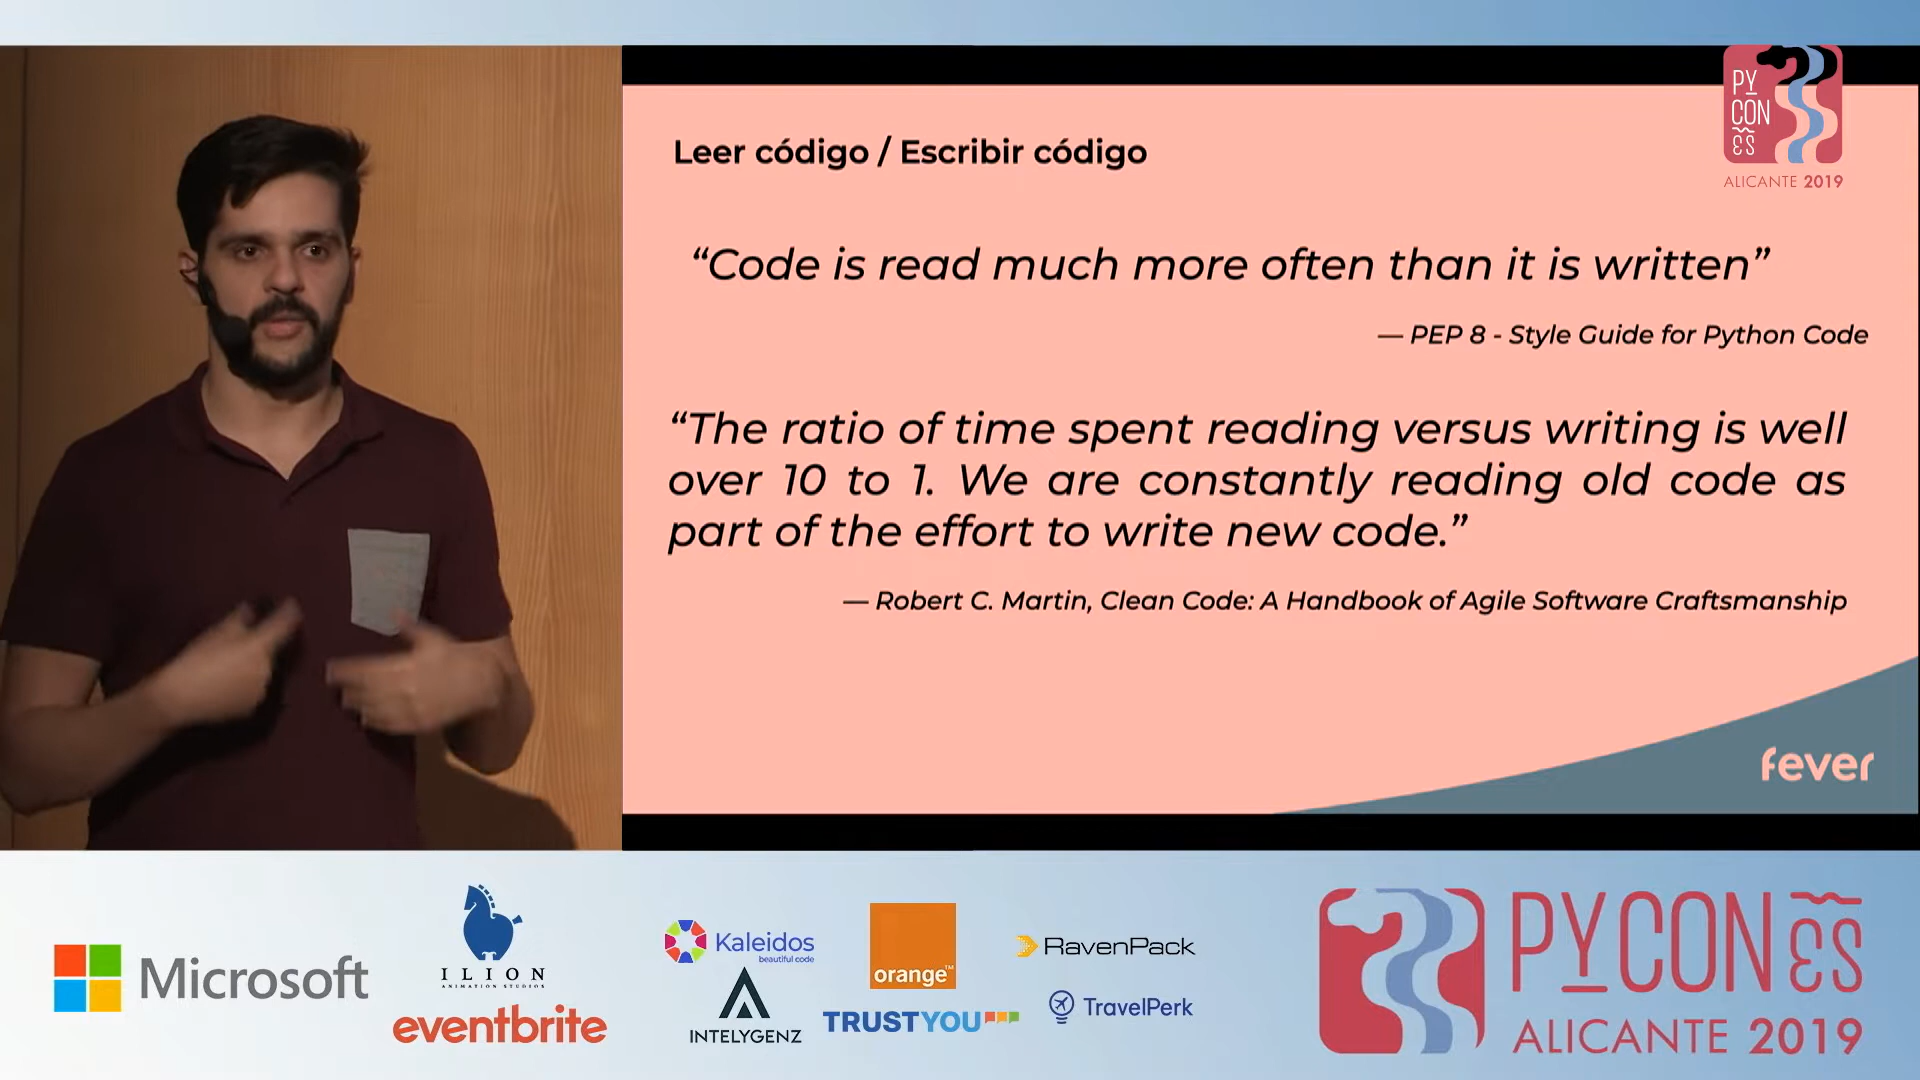 PY
CON
ES
ALICANTE 2019
Leer código / Escribir código
“Code is read much more often than it is written”
— PEP 8 - Style Guide for Python Code
“The ratio of time spent reading versus writing is well
over 10 to 1. We are constantly reading old code as
part of the effort to write new code.”
— Robert C. Martin, Clean Code: A Handbook of Agile Software Craftsmanship
fever
Microsoft
ILION
ANIMATION STUDIOS
eventbrite
Kaleidos
beautiful code
INTELYGENZ
orange™
TRUSTYOU
RavenPack
TravelPerk
PYCON ES
ALICANTE 2019